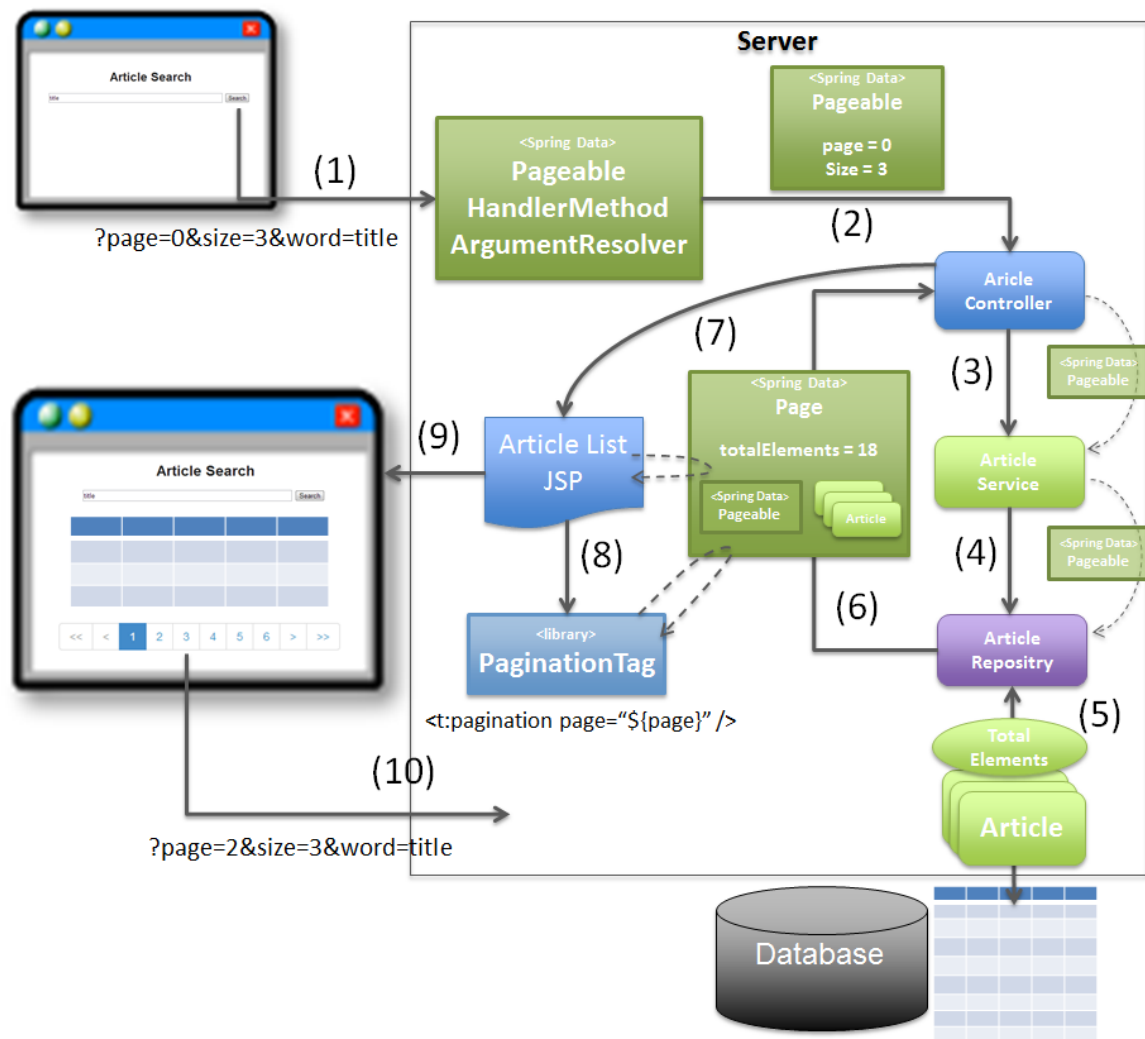 Server
Article Search
title
Search
(1)
?page=0&size=3&word=title
<Spring Data>
Pageable
HandlerMethod
ArgumentResolver
<Spring Data>
Pageable
page = 0
Size = 3
(2)
Aricle
Controller
(3)
<Spring Data>
Pageable
Article
Service
(4)
<Spring Data>
Pageable
Article
Repositry
(5)
Total
Elements
Article
Database
(6)
<Spring Data>
Page
totalElements = 18
<Spring Data>
Pageable
Article
(7)
Article List
JSP
(8)
<library>
PaginationTag
<t:pagination page=“${page}” />
(9)
Article Search
title
Search
<< < 1 2 3 4 5 6 > >>
(10)
?page=2&size=3&word=title